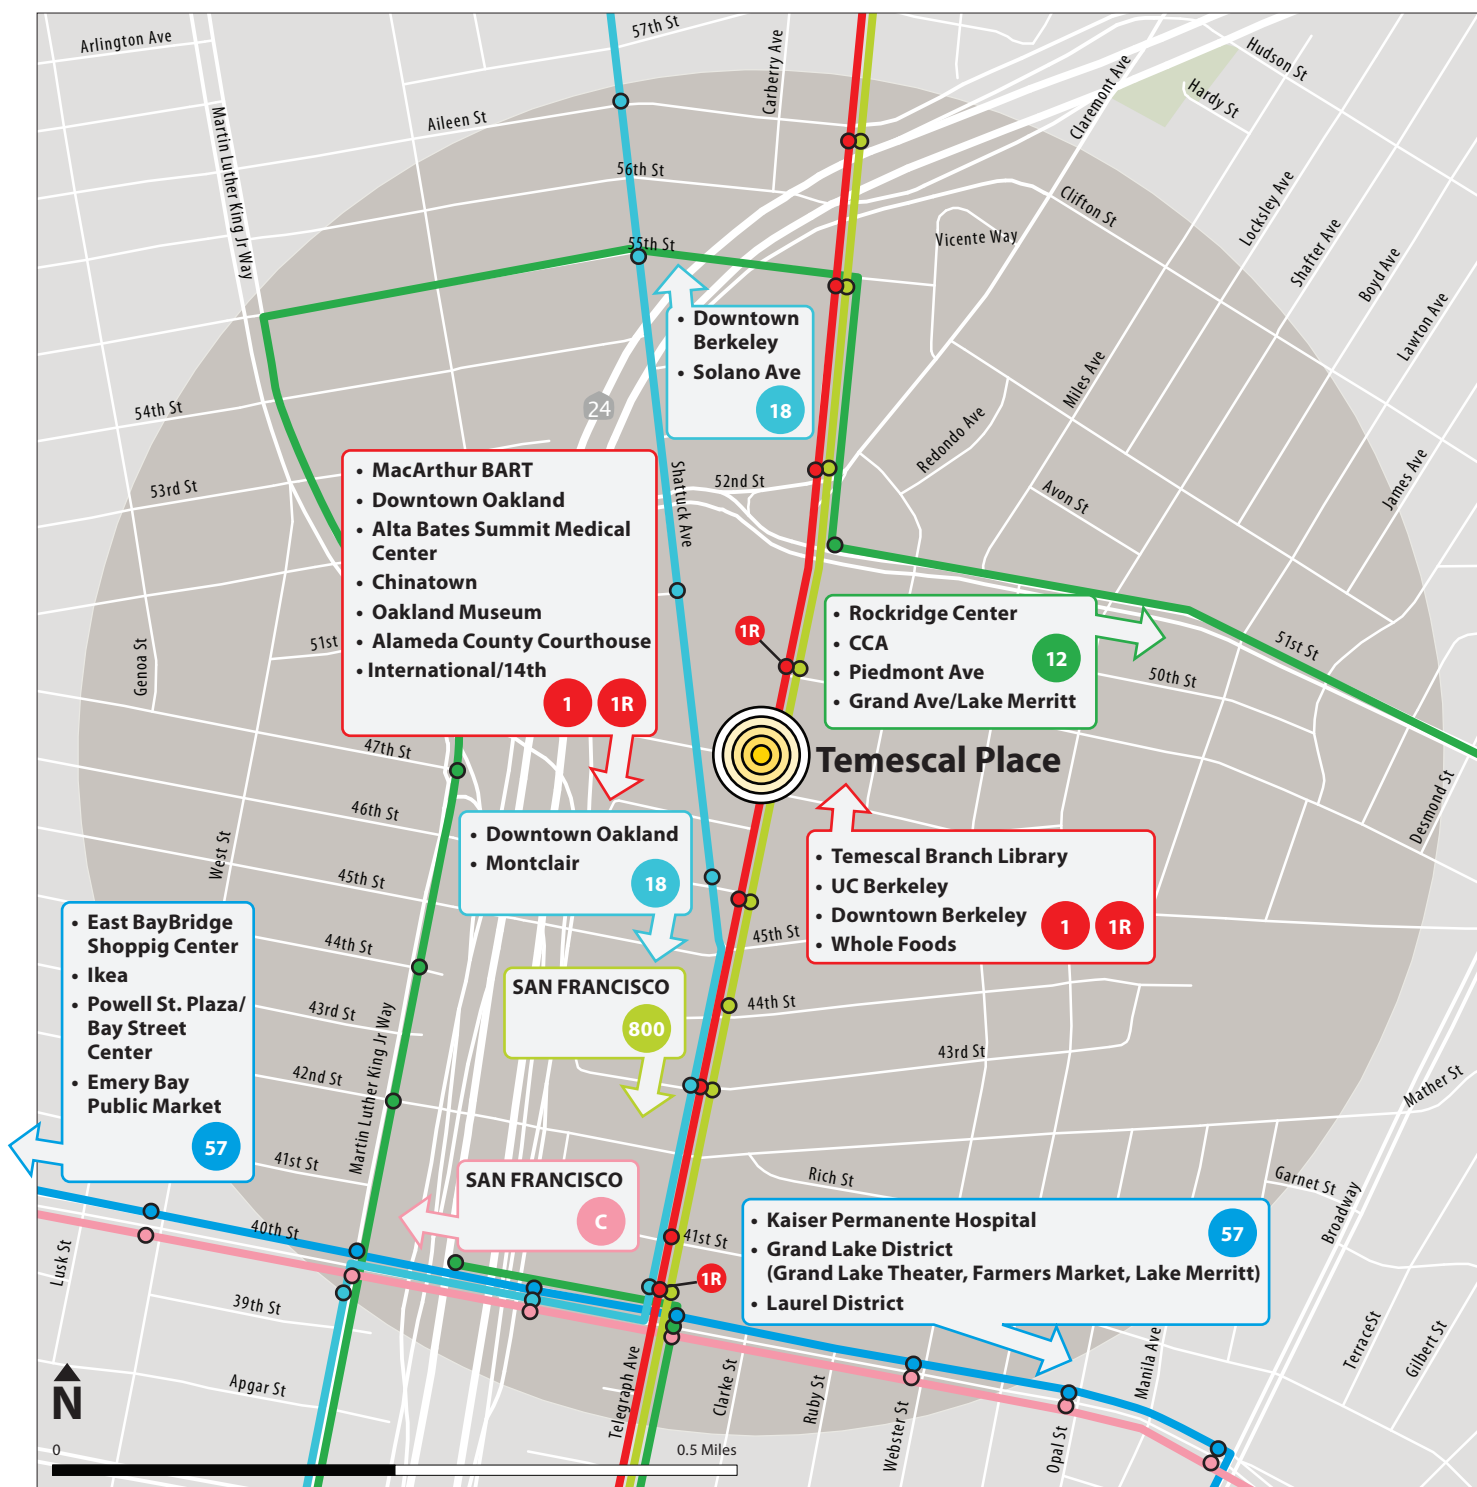 57th St
Arlington Ave
Carberry Ave
Hudson St
Claremont Ave
Hardy St
Aileen St
Martin Luther King Jr Way
56th St
Clifton St
Locksley Ave
Vicente Way
55th St
Shafter Ave
Boyd Ave
Lawton Ave
• Downtown
Berkeley
• Solano Ave
18
24
54th St
Miles Ave
Redondo Ave
James Ave
53rd St
52nd St
Avon St
Shattuck Ave
• MacArthur BART
• Downtown Oakland
• Alta Bates Summit Medical
Center
• Chinatown
• Oakland Museum
• Alameda County Courthouse
• International/14th
1 1R
1R
• Rockridge Center
• CCA
• Piedmont Ave
• Grand Ave/Lake Merritt
12
51st St
50th St
51st
Genoa St
47th St
Temescal Place
46th St
West St
Desmond St
• Downtown Oakland
• Montclair
18
• Temescal Branch Library
• UC Berkeley
• Downtown Berkeley
• Whole Foods
1 1R
45th St
45th St
44th St
• East BayBridge
Shoppig Center
• Ikea
• Powell St. Plaza/
Bay Street
Center
• Emery Bay
Public Market
57
SAN FRANCISCO
800
44th St
43rd St
43rd St
42nd St
Martin Luther King Jr Way
Mather St
41st St
Rich St
Garnet St
Broadway
SAN FRANCISCO
C
40th St
41st St
1R
• Kaiser Permanente Hospital
• Grand Lake District
(Grand Lake Theater, Farmers Market, Lake Merritt)
• Laurel District
57
Lusk St
39th St
Apgar St
Telegraph Ave
Clarke St
Ruby St
Webster St
Opal St
Manila Ave
TerraceSt
Gilbert St
N
0
0.5 Miles